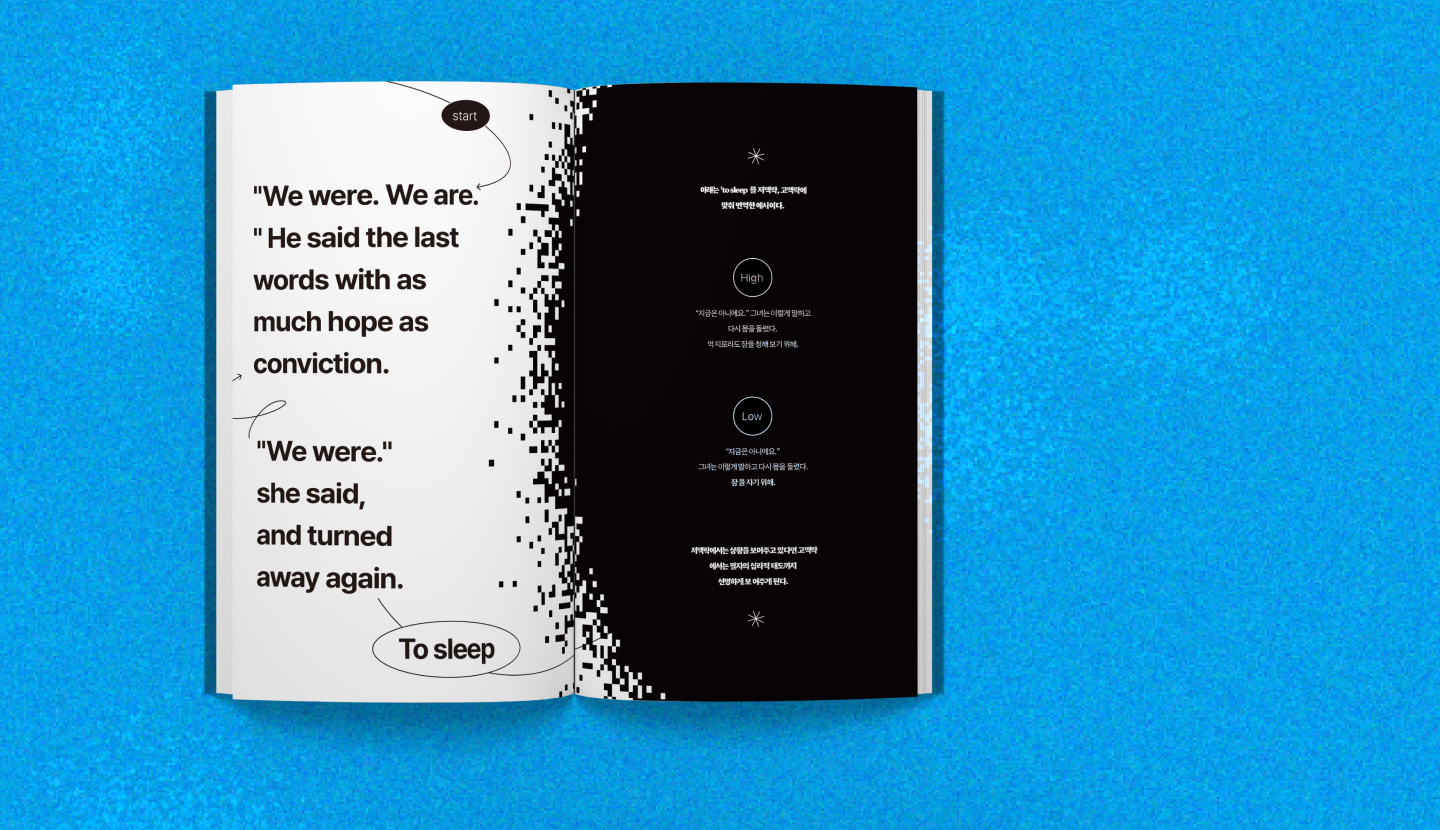 start
"We were. We are.
" He said the last
words with as
much hope as
conviction.
"We were."
she said,
and turned
away again.
To sleep
아래는 'to sleep 를 저맥락, 고맥락에
맞춰 번역한 예시이다.
High
"지금은 아니에요." 그녀는 이렇게 말하고
다시 몸을 돌렸다.
억지로라도 잠을 청해 보기 위해.
Low
"지금은 아니에요."
그녀는 이렇게 말하고 다시 몸을 돌렸다.
잠을 자기 위해.
저맥락에서는 상황을 보여주고 있다면 고맥락
에서는 필자의 심리적 태도까지
선명하게 보여주게 된다.